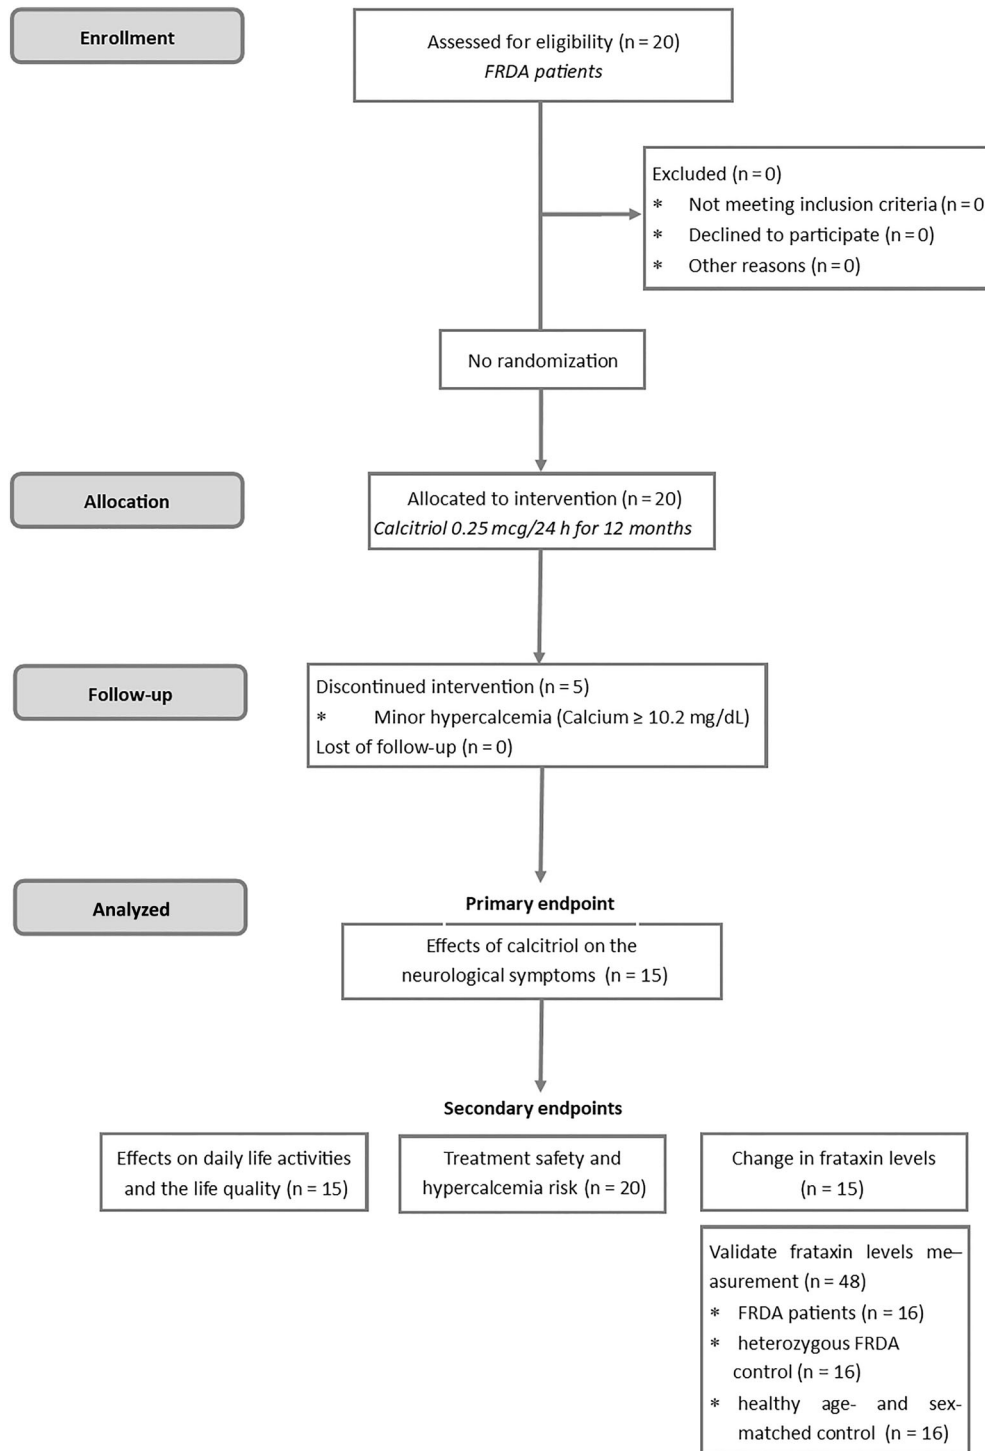 Enrollment
Assessed for eligibility (n = 20)
FRDA patients
Excluded (n = 0)
* Not meeting inclusion criteria (n = 0
* Declined to participate (n = 0)
* Other reasons (n = 0)
No randomization
Allocation
Allocated to intervention (n = 20)
Calcitriol 0.25 mcg/24 h for 12 months
Follow-up
Discontinued intervention (n = 5)
* Minor hypercalcemia (Calcium ≥ 10.2 mg/dL)
Lost of follow-up (n = 0)
Analyzed
Primary endpoint
Effects of calcitriol on the
neurological symptoms (n = 15)
Secondary endpoints
Effects on daily life activities
and the life quality (n = 15)
Treatment safety and
hypercalcemia risk (n = 20)
Change in frataxin levels
(n = 15)
Validate frataxin levels me-
asurement (n = 48)
* FRDA patients (n = 16)
* heterozygous FRDA
control (n = 16)
* healthy age- and sex-
matched control (n = 16)